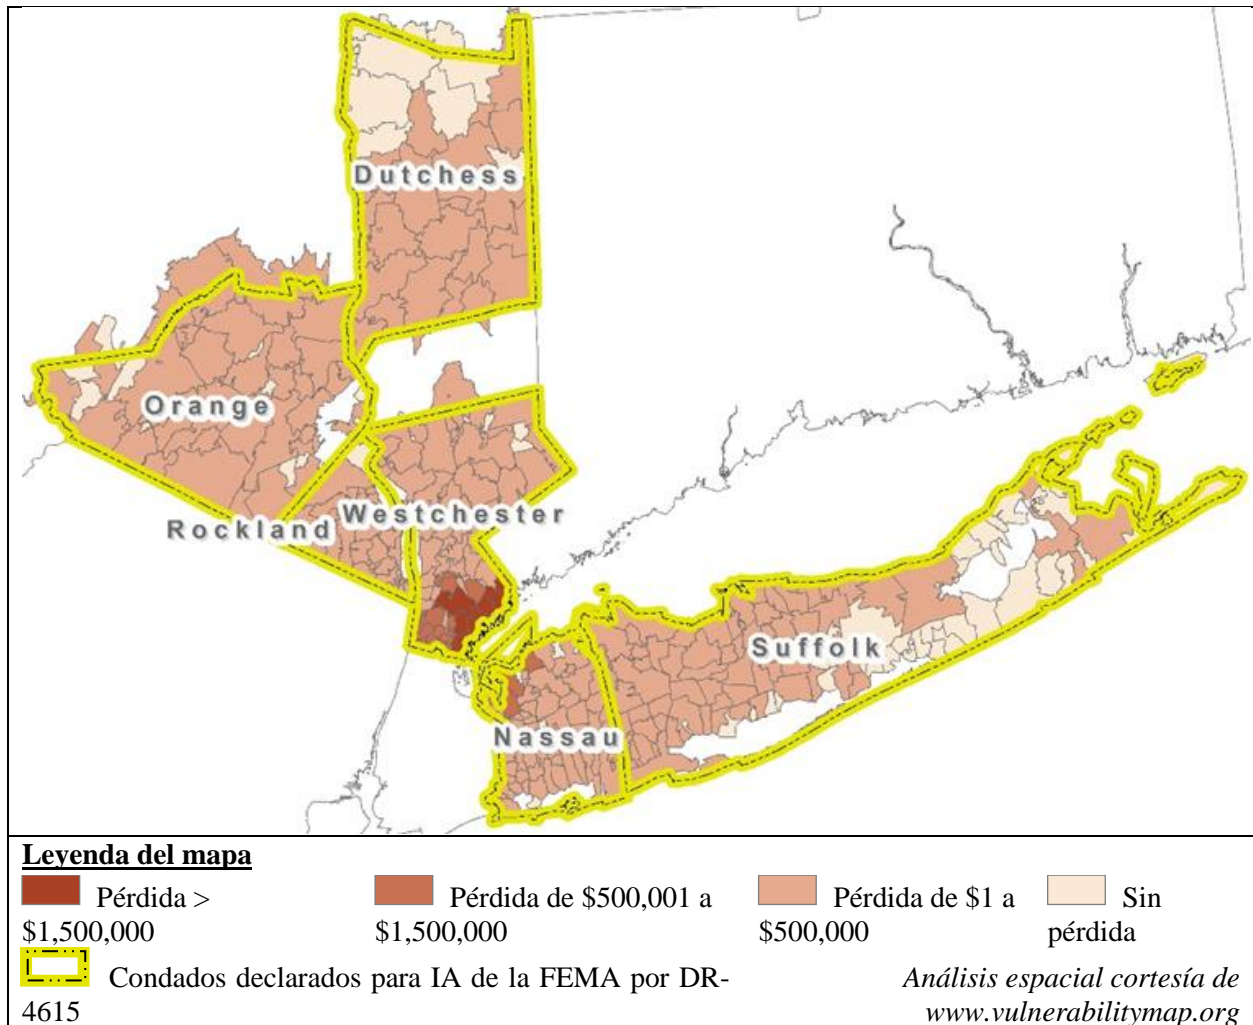 Dutchess
Orange
Rockland
Westchester
Suffolk
Nassau
Leyenda del mapa
Pérdida > $1,500,000
Pérdida de $500,001 a $1,500,000
Pérdida de $1 a $500,000
Sin pérdida
Condados declarados para IA de la FEMA por DR-
4615
Análisis espacial cortesía de
www.vulnerabilitymap.org